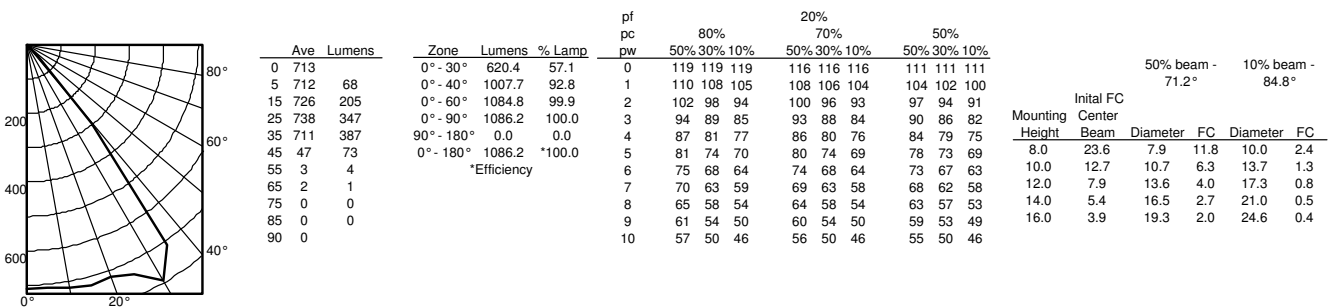 200
400
600
80°
60°
40°
0°
20°
Ave Lumens
0 713
5 712 68
15 726 205
25 738 347
35 711 387
45 47 73
55 3 4
65 2 1
75 0 0
85 0 0
90 0
Zone Lumens % Lamp
0° - 30° 620.4 57.1
0° - 40° 1007.7 92.8
0° - 60° 1084.8 99.9
0° - 90° 1086.2 100.0
90° - 180° 0.0 0.0
0° - 180° 1086.2 *100.0
*Efficiency
pf 20%
pc 80% 70% 50%
pw 50% 30% 10% 50% 30% 10% 50% 30% 10%
0 119 119 119 116 116 116 111 111 111
1 110 108 105 108 106 104 104 102 100
2 102 98 94 100 96 93 97 94 91
3 94 89 85 93 88 84 90 86 82
4 87 81 77 86 80 76 84 79 75
5 81 74 70 80 74 69 78 73 69
6 75 68 64 74 68 64 73 67 63
7 70 63 59 69 63 58 68 62 58
8 65 58 54 64 58 54 63 57 53
9 61 54 50 60 54 50 59 53 49
10 57 50 46 56 50 46 55 50 46
50% beam - 10% beam -
71.2° 84.8°
Inital FC
Mounting Center
Height Beam Diameter FC Diameter FC
8.0 23.6 7.9 11.8 10.0 2.4
10.0 12.7 10.7 6.3 13.7 1.3
12.0 7.9 13.6 4.0 17.3 0.8
14.0 5.4 16.5 2.7 21.0 0.5
16.0 3.9 19.3 2.0 24.6 0.4